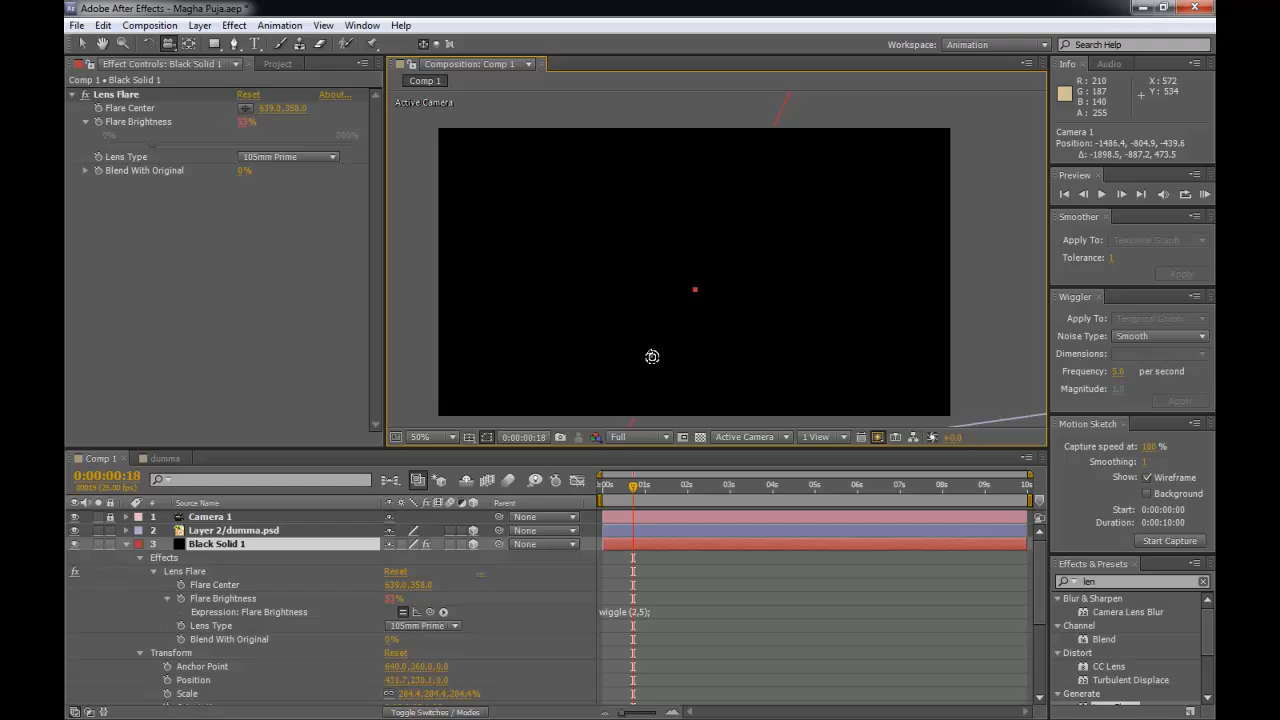 Adobe After Effects - Magha Puja.aep *
File Edit Composition Layer Effect Animation View Window Help
Workspace: Animation Search Help
Effect Controls: Black Solid 1 Project
Comp 1 • Black Solid 1
Lens Flare Reset About...
Flare Center 639.0,358.0
Flare Brightness 53%
0% 300%
Lens Type 105mm Prime
Blend With Original 0%
Composition: Comp 1
Comp 1
Active Camera
50% 0:00:00:18 Full Active Camera 1 View +0.0
Info Audio
R : 210 X : 572
G : 187 Y : 534
B : 140
A : 255
Camera 1
Position: -1486.4, -804.9, -439.6
Δ: -1898.5, -887.2, 473.5
Preview
Smoother
Apply To: Temporal Graph
Tolerance: 1
Apply
Wiggler
Apply To: Temporal Graph
Noise Type: Smooth
Dimensions:
Frequency: 5.0 per second
Magnitude: 1.0
Apply
Motion Sketch
Capture speed at: 100 %
Smoothing: 1
Show: Wireframe
Background
Start: 0:00:00:00
Duration: 0:00:10:00
Start Capture
Effects & Presets
len
Blur & Sharpen
Camera Lens Blur
Channel
Blend
Distort
CC Lens
Turbulent Displace
Generate
Comp 1 dumma
0:00:00:18
00019 (25.00 fps)
# Source Name Parent
:00s 01s 02s 03s 04s 05s 06s 07s 08s 09s 10s
1 Camera 1 None
2 Layer 2/dumma.psd None
3 Black Solid 1 None
Effects
Lens Flare Reset ...
Flare Center 639.0,358.0
Flare Brightness 53%
Expression: Flare Brightness wiggle (2,5);
Lens Type 105mm Prime
Blend With Original 0%
Transform Reset
Anchor Point 640.0,360.0,0.0
Position 431.7,230.1,0.0
Scale 284.4,284.4,264.4%
Toggle Switches / Modes